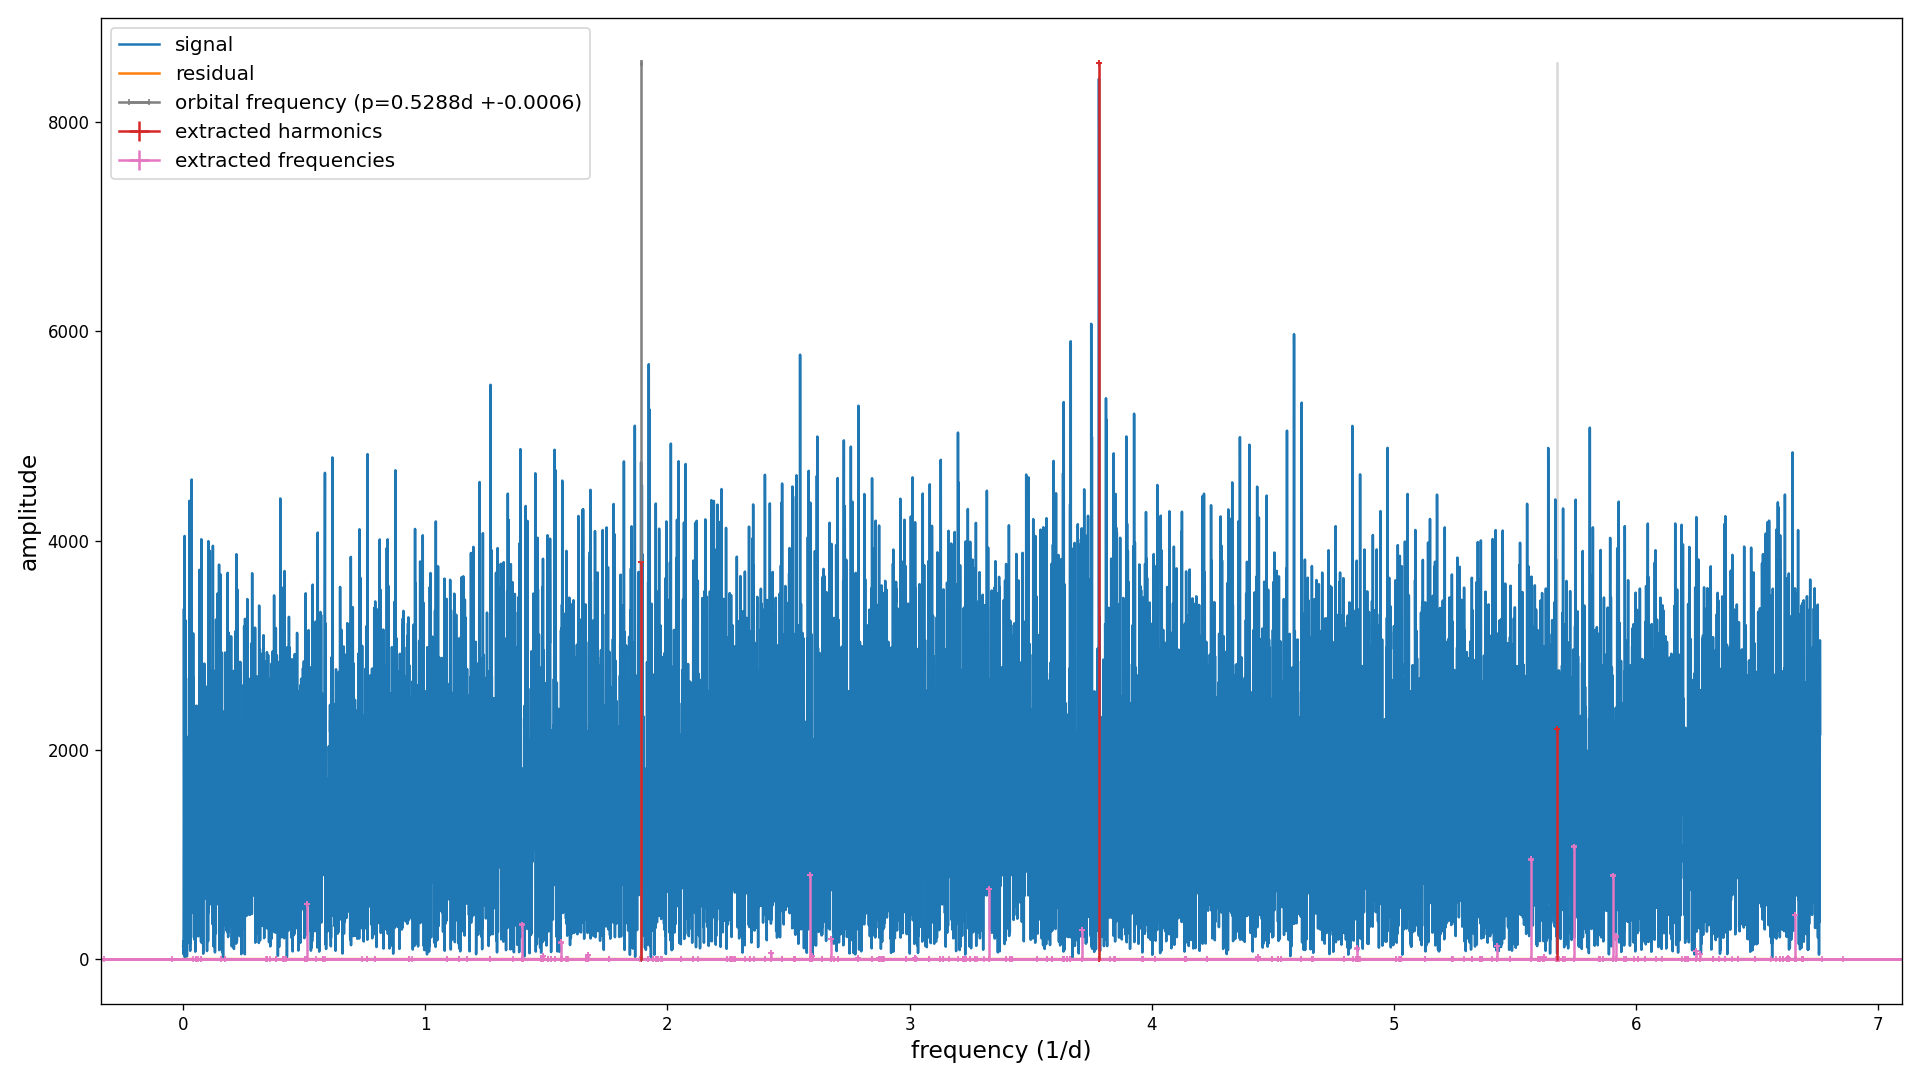 signal
residual
orbital frequency (p=0.5288d +-0.0006)
extracted harmonics
extracted frequencies
8000
6000
4000
2000
0
amplitude
0 1 2 3 4 5 6 7
frequency (1/d)